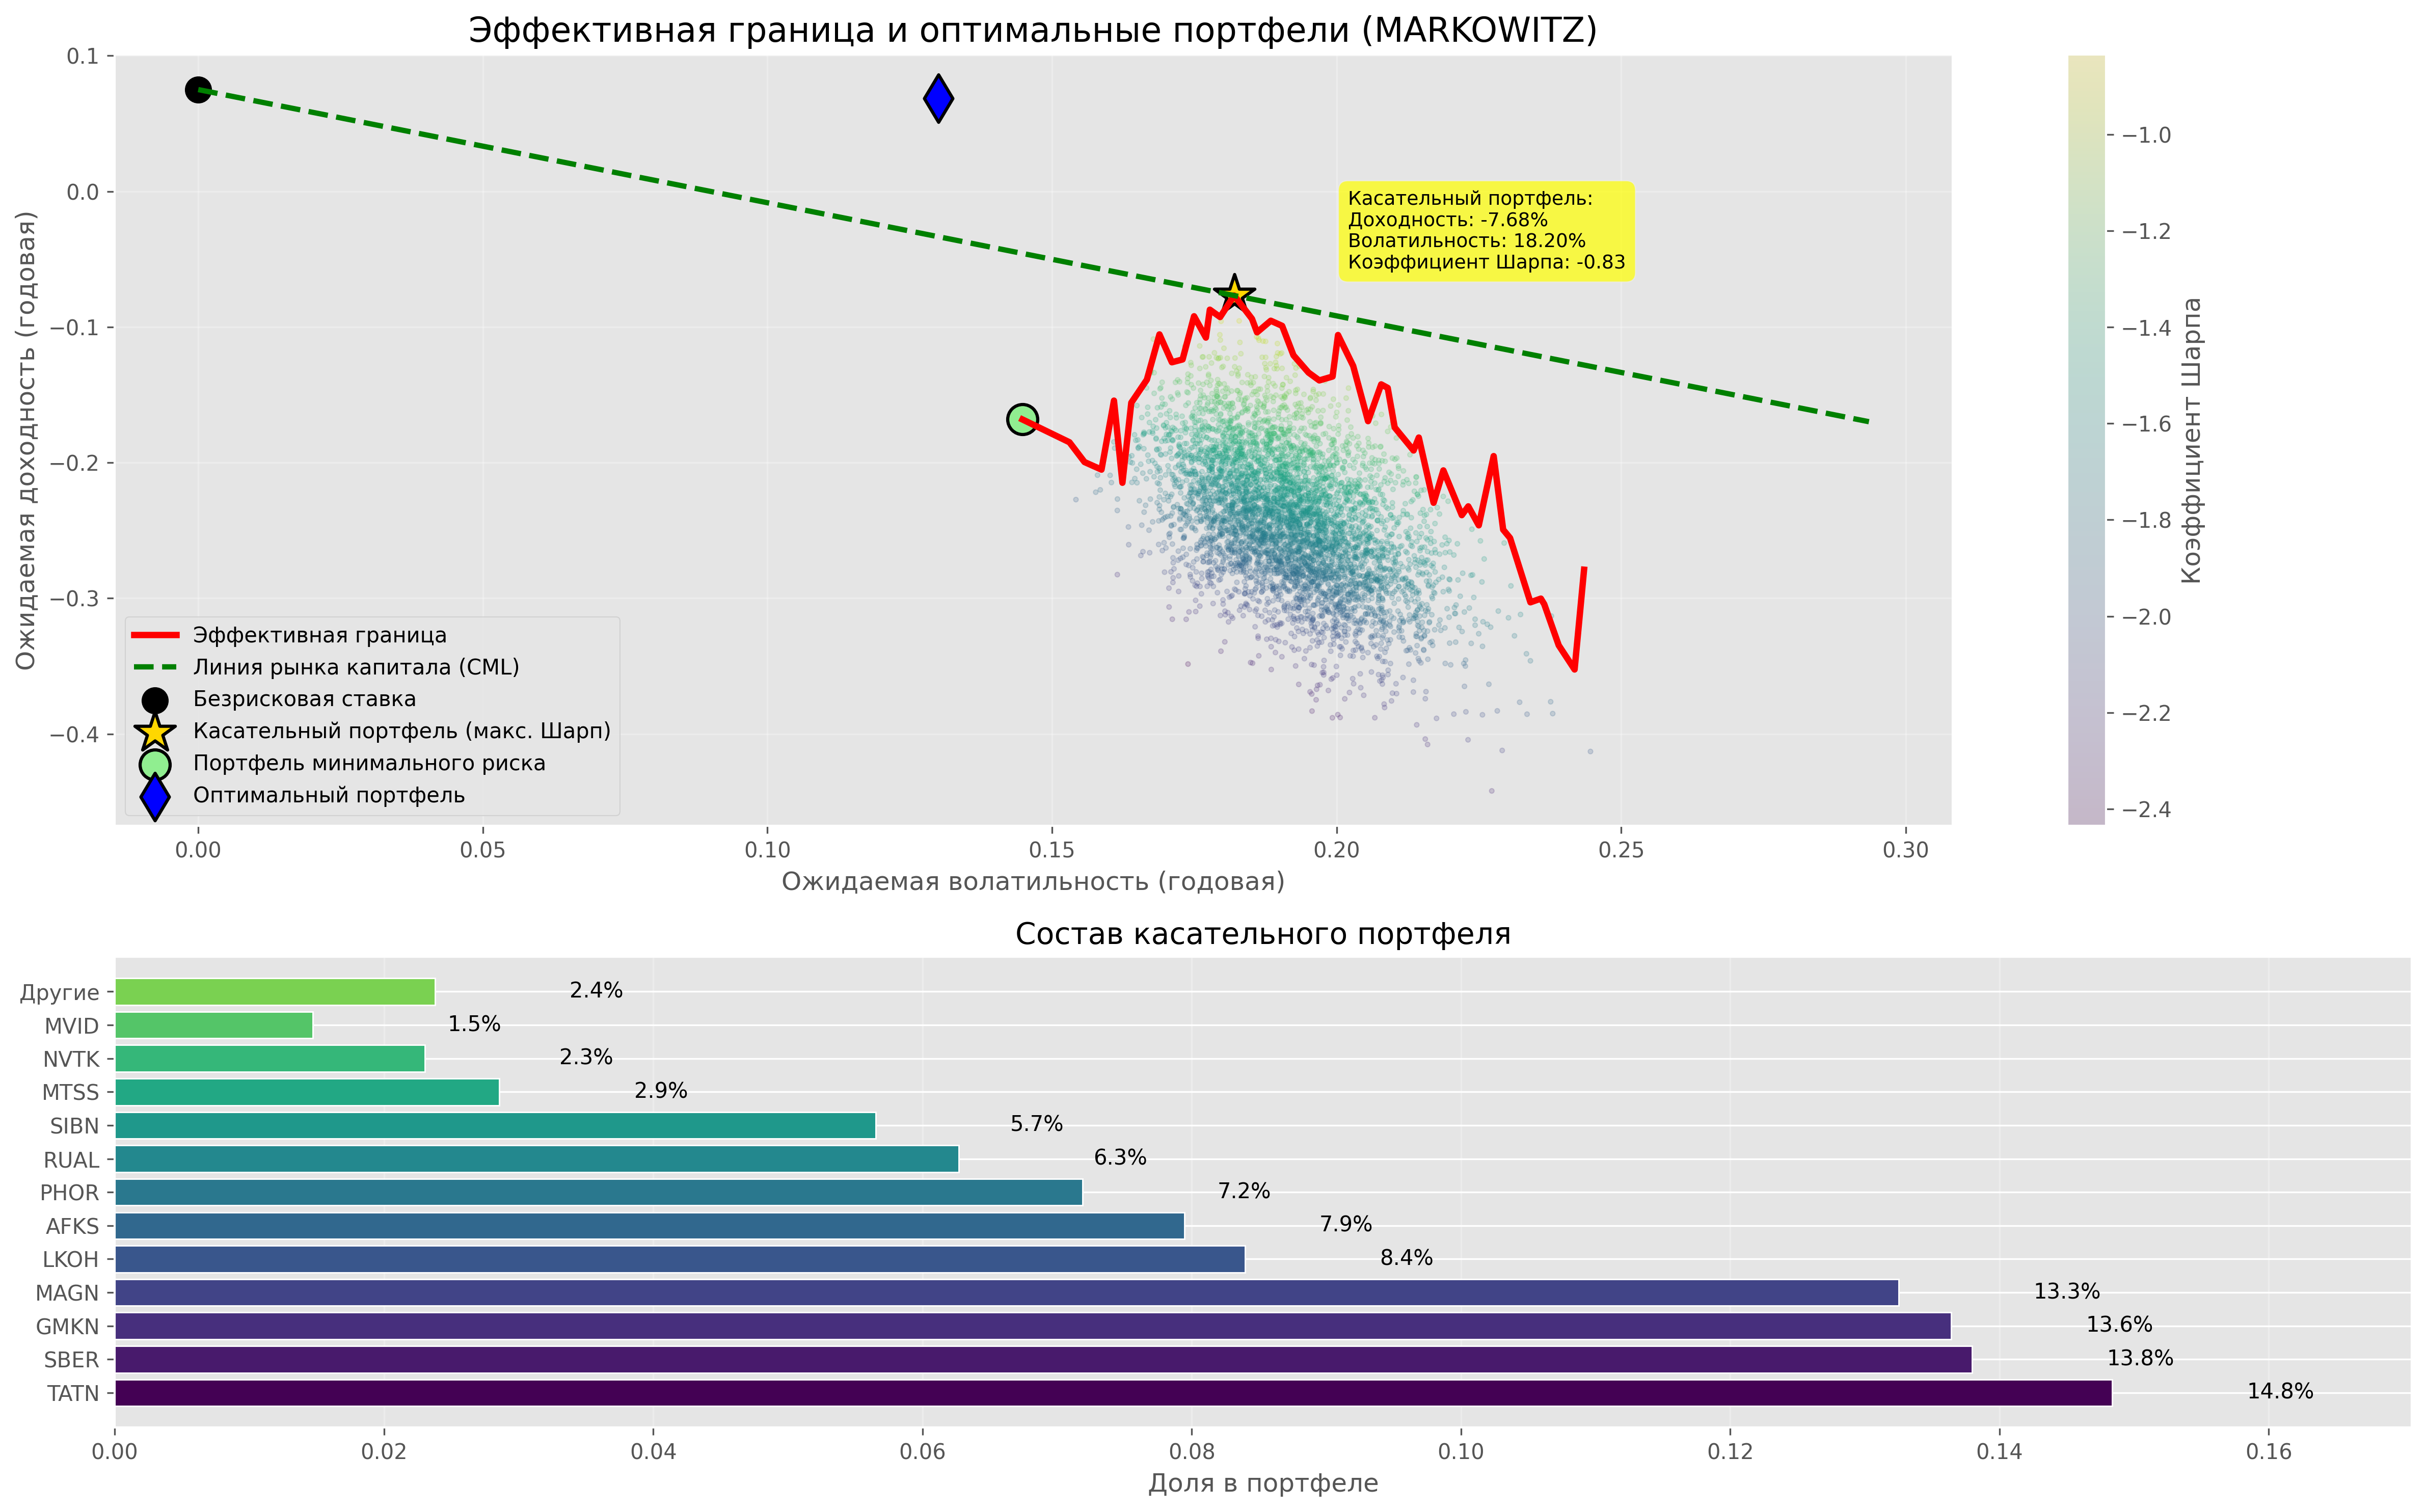 Эффективная граница и оптимальные портфели (MARKOWITZ)
0.1
0.0
−0.1
−0.2
−0.3
−0.4
Ожидаемая доходность (годовая)
Касательный портфель:
Доходность: -7.68%
Волатильность: 18.20%
Коэффициент Шарпа: -0.83
Эффективная граница
Линия рынка капитала (CML)
Безрисковая ставка
Касательный портфель (макс. Шарп)
Портфель минимального риска
Оптимальный портфель
0.00 0.05 0.10 0.15 0.20 0.25 0.30
Ожидаемая волатильность (годовая)
−1.0
−1.2
−1.4
−1.6
−1.8
−2.0
−2.2
−2.4
Коэффициент Шарпа
Состав касательного портфеля
Другие 2.4%
MVID 1.5%
NVTK 2.3%
MTSS 2.9%
SIBN 5.7%
RUAL 6.3%
PHOR 7.2%
AFKS 7.9%
LKOH 8.4%
MAGN 13.3%
GMKN 13.6%
SBER 13.8%
TATN 14.8%
0.00 0.02 0.04 0.06 0.08 0.10 0.12 0.14 0.16
Доля в портфеле